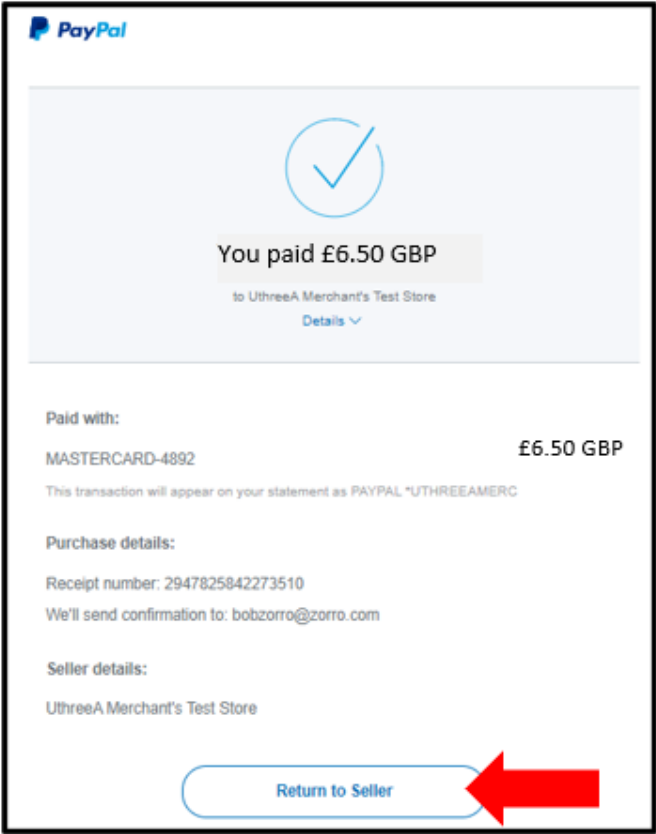 PayPal
You paid £6.50 GBP
to UthreeA Merchant's Test Store
Details
Paid with:
MASTERCARD-4892 £6.50 GBP
This transaction will appear on your statement as PAYPAL *UTHREEAMERC
Purchase details:
Receipt number: 2947825842273510
We'll send confirmation to: bobzorro@zorro.com
Seller details:
UthreeA Merchant's Test Store
Return to Seller